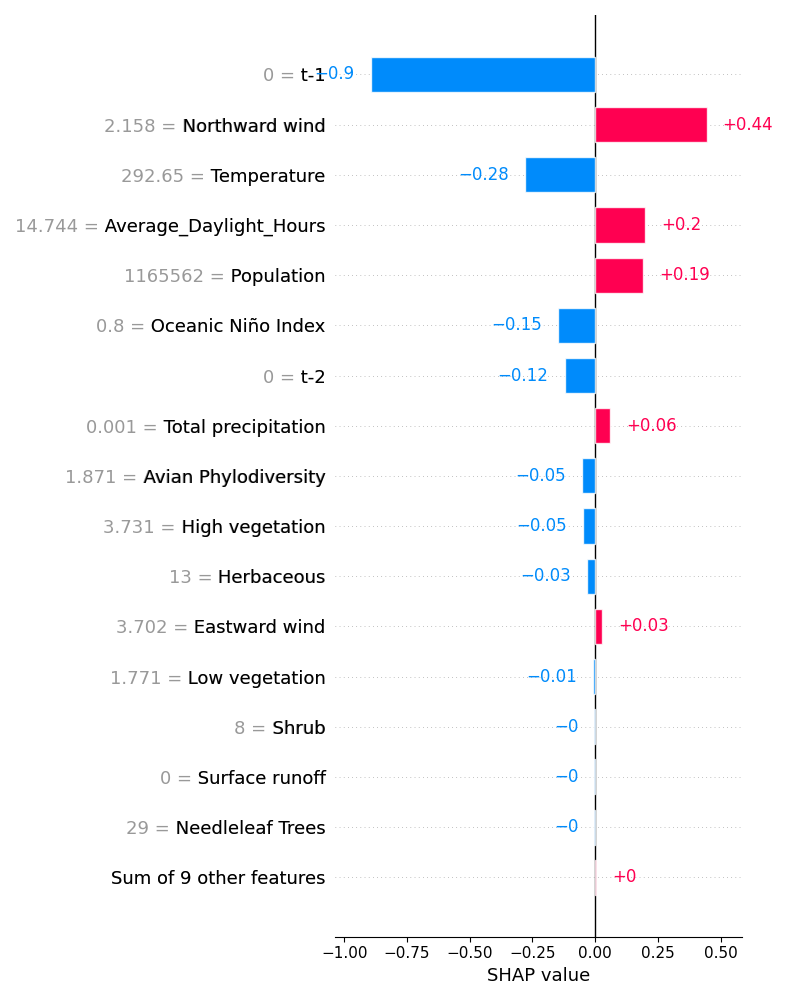 0 = t-1 −0.9
2.158 = Northward wind +0.44
292.65 = Temperature −0.28
14.744 = Average_Daylight_Hours +0.2
1165562 = Population +0.19
0.8 = Oceanic Niño Index −0.15
0 = t-2 −0.12
0.001 = Total precipitation +0.06
1.871 = Avian Phylodiversity −0.05
3.731 = High vegetation −0.05
13 = Herbaceous −0.03
3.702 = Eastward wind +0.03
1.771 = Low vegetation −0.01
8 = Shrub −0
0 = Surface runoff −0
29 = Needleleaf Trees −0
Sum of 9 other features +0
−1.00 −0.75 −0.50 −0.25 0.00 0.25 0.50
SHAP value